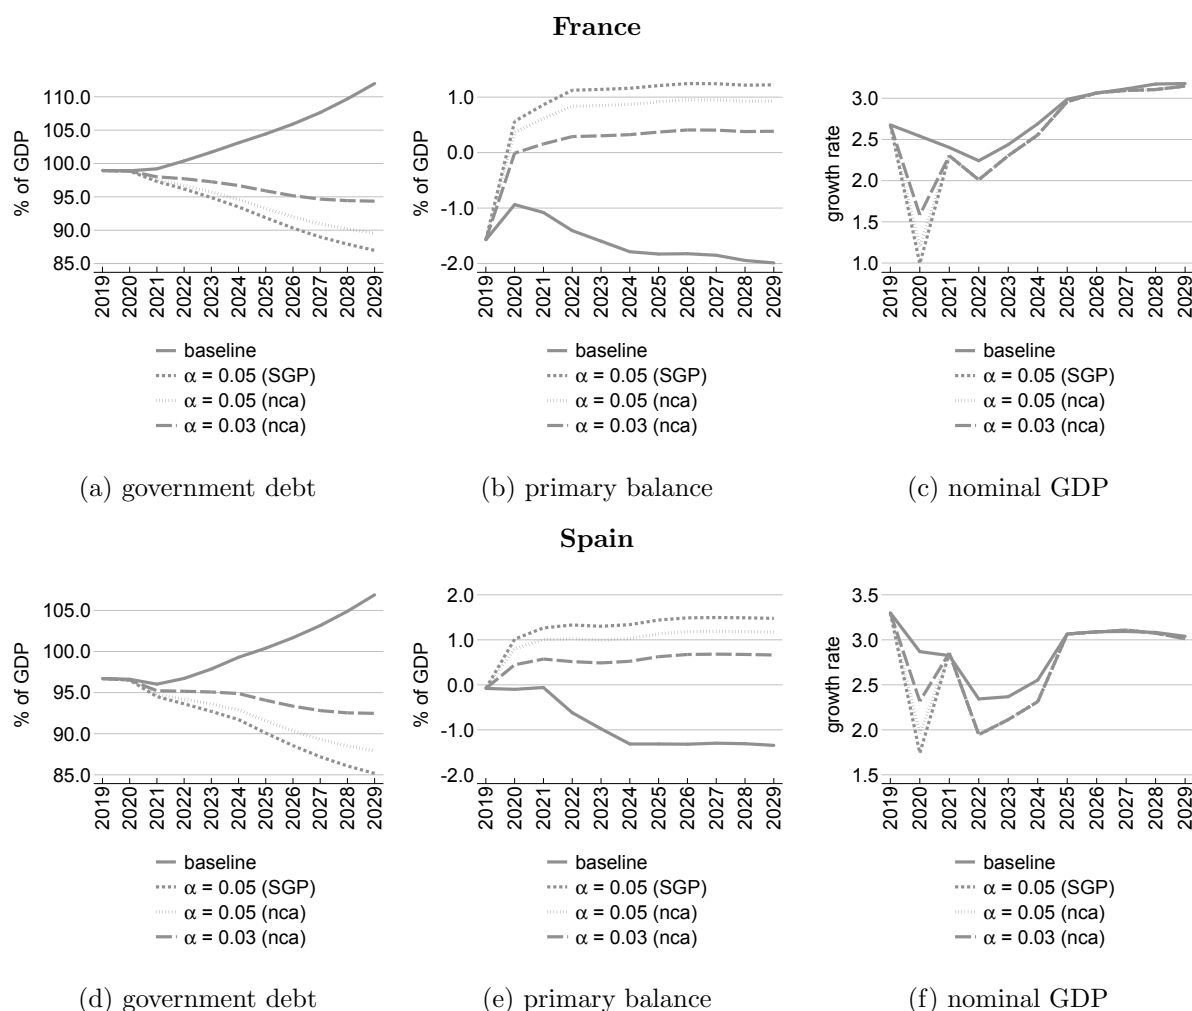 France
% of GDP
110.0
105.0
100.0
95.0
90.0
85.0
2019 2020 2021 2022 2023 2024 2025 2026 2027 2028 2029
baseline
α = 0.05 (SGP)
α = 0.05 (nca)
α = 0.03 (nca)
(a) government debt
% of GDP
1.0
0.0
-1.0
-2.0
2019 2020 2021 2022 2023 2024 2025 2026 2027 2028 2029
baseline
α = 0.05 (SGP)
α = 0.05 (nca)
α = 0.03 (nca)
(b) primary balance
growth rate
3.0
2.5
2.0
1.5
1.0
2019 2020 2021 2022 2023 2024 2025 2026 2027 2028 2029
baseline
α = 0.05 (SGP)
α = 0.05 (nca)
α = 0.03 (nca)
(c) nominal GDP
Spain
% of GDP
105.0
100.0
95.0
90.0
85.0
2019 2020 2021 2022 2023 2024 2025 2026 2027 2028 2029
baseline
α = 0.05 (SGP)
α = 0.05 (nca)
α = 0.03 (nca)
(d) government debt
% of GDP
2.0
1.0
0.0
-1.0
-2.0
2019 2020 2021 2022 2023 2024 2025 2026 2027 2028 2029
baseline
α = 0.05 (SGP)
α = 0.05 (nca)
α = 0.03 (nca)
(e) primary balance
growth rate
3.5
3.0
2.5
2.0
1.5
2019 2020 2021 2022 2023 2024 2025 2026 2027 2028 2029
baseline
α = 0.05 (SGP)
α = 0.05 (nca)
α = 0.03 (nca)
(f) nominal GDP